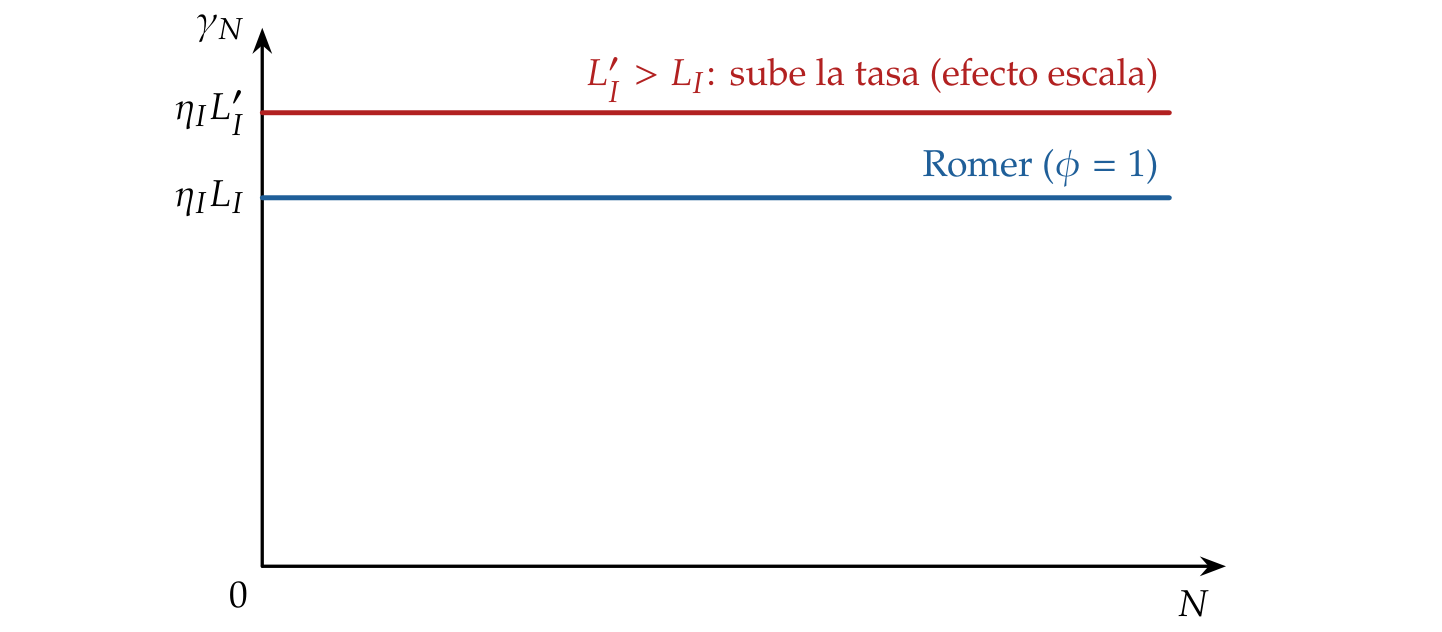 γ_N
L′_I > L_I: sube la tasa (efecto escala)
η_I L′_I
Romer (ϕ = 1)
η_I L_I
0
N